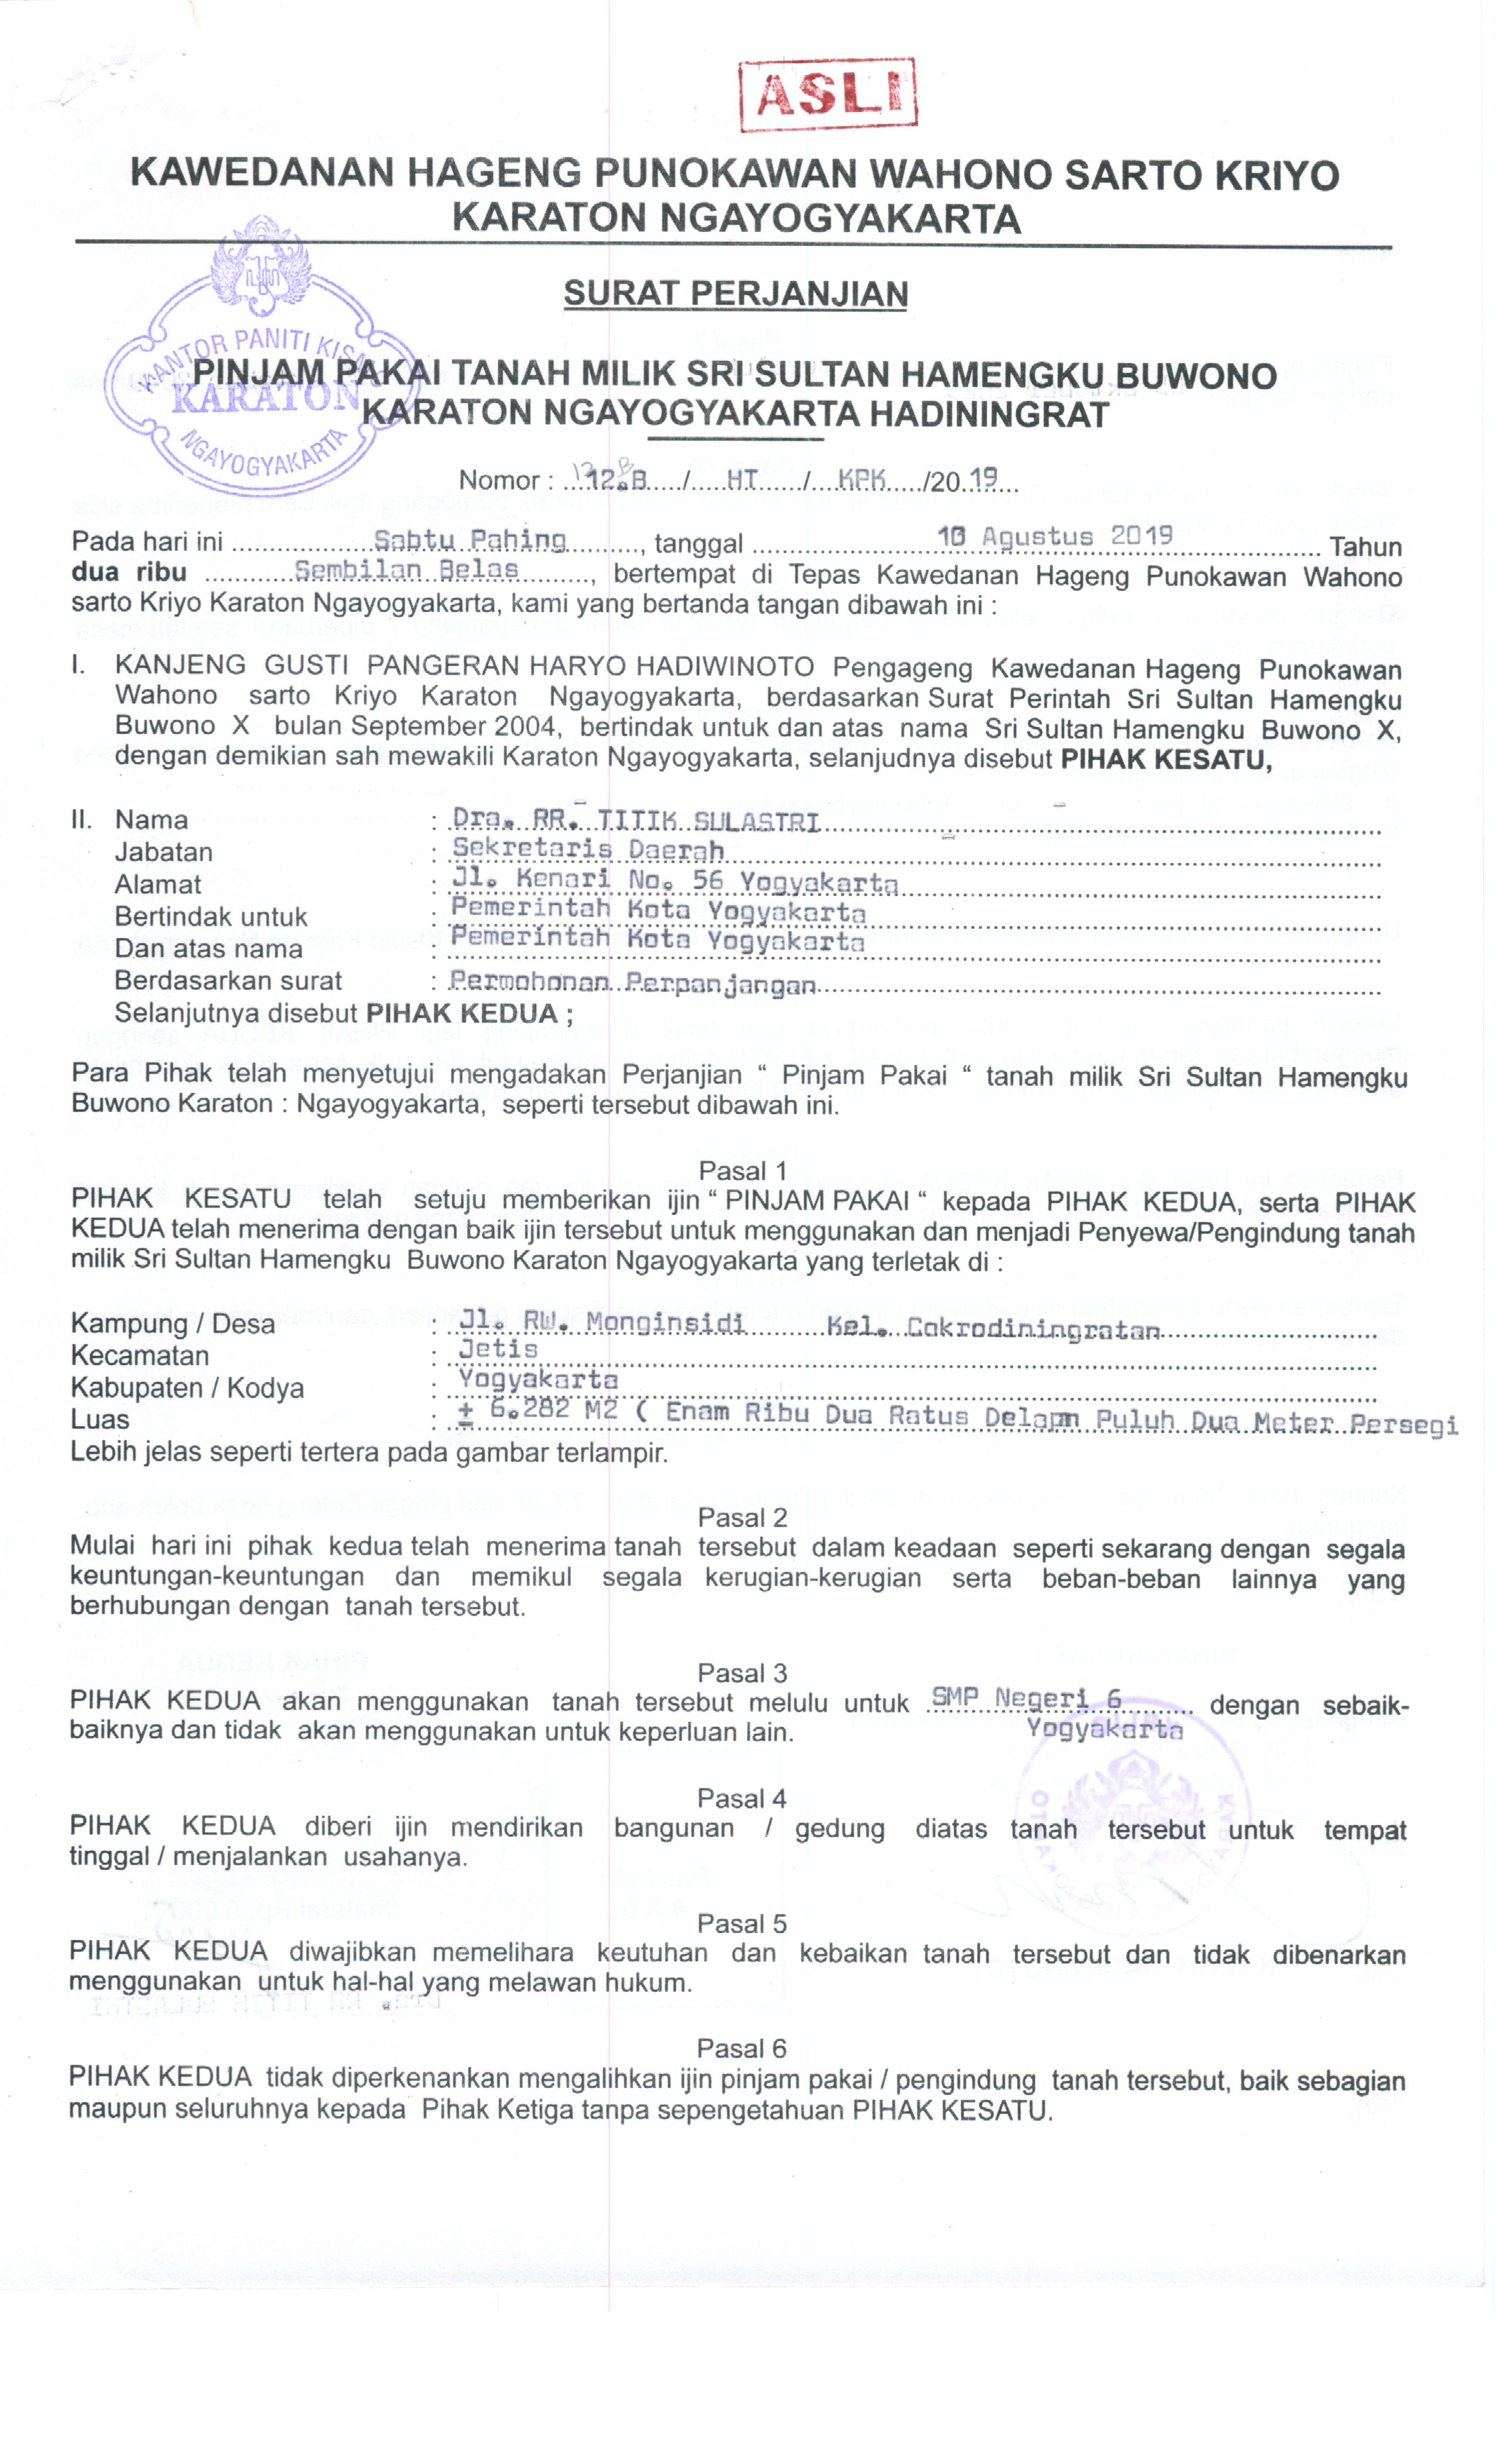 ASLI
KAWEDANAN HAGENG PUNOKAWAN WAHONO SARTO KRIYO
KARATON NGAYOGYAKARTA
KANTOR PANITI KISMO
KARATON
NGAYOGYAKARTA
SURAT PERJANJIAN
PINJAM PAKAI TANAH MILIK SRI SULTAN HAMENGKU BUWONO
KARATON NGAYOGYAKARTA HADININGRAT
Nomor : 12.B / HT / KPK /20 19
Pada hari ini Sabtu Pahing, tanggal 10 Agustus 2019 Tahun
dua ribu Sembilan Belas, bertempat di Tepas Kawedanan Hageng Punokawan Wahono
sarto Kriyo Karaton Ngayogyakarta, kami yang bertanda tangan dibawah ini :
I. KANJENG GUSTI PANGERAN HARYO HADIWINOTO Pengageng Kawedanan Hageng Punokawan
Wahono sarto Kriyo Karaton Ngayogyakarta, berdasarkan Surat Perintah Sri Sultan Hamengku
Buwono X bulan September 2004, bertindak untuk dan atas nama Sri Sultan Hamengku Buwono X,
dengan demikian sah mewakili Karaton Ngayogyakarta, selanjudnya disebut PIHAK KESATU,
II. Nama : Dra. RR. TITIK SULASTRI
Jabatan : Sekretaris Daerah
Alamat : Jl. Kenari No. 56 Yogyakarta
Bertindak untuk : Pemerintah Kota Yogyakarta
Dan atas nama : Pemerintah Kota Yogyakarta
Berdasarkan surat : Permohonan Perpanjangan
Selanjutnya disebut PIHAK KEDUA ;
Para Pihak telah menyetujui mengadakan Perjanjian “ Pinjam Pakai “ tanah milik Sri Sultan Hamengku
Buwono Karaton : Ngayogyakarta, seperti tersebut dibawah ini.
Pasal 1
PIHAK KESATU telah setuju memberikan ijin “ PINJAM PAKAI “ kepada PIHAK KEDUA, serta PIHAK
KEDUA telah menerima dengan baik ijin tersebut untuk menggunakan dan menjadi Penyewa/Pengindung tanah
milik Sri Sultan Hamengku Buwono Karaton Ngayogyakarta yang terletak di :
Kampung / Desa : Jl. RW. Monginsidi Kel. Cokrodiningratan
Kecamatan : Jetis
Kabupaten / Kodya : Yogyakarta
Luas : ± 6.282 M2 ( Enam Ribu Dua Ratus Delapn Puluh Dua Meter Persegi
Lebih jelas seperti tertera pada gambar terlampir.
Pasal 2
Mulai hari ini pihak kedua telah menerima tanah tersebut dalam keadaan seperti sekarang dengan segala
keuntungan-keuntungan dan memikul segala kerugian-kerugian serta beban-beban lainnya yang
berhubungan dengan tanah tersebut.
Pasal 3
PIHAK KEDUA akan menggunakan tanah tersebut melulu untuk SMP Negeri 6 dengan sebaik-
baiknya dan tidak akan menggunakan untuk keperluan lain. Yogyakarta
Pasal 4
PIHAK KEDUA diberi ijin mendirikan bangunan / gedung diatas tanah tersebut untuk tempat
tinggal / menjalankan usahanya.
Pasal 5
PIHAK KEDUA diwajibkan memelihara keutuhan dan kebaikan tanah tersebut dan tidak dibenarkan
menggunakan untuk hal-hal yang melawan hukum.
Pasal 6
PIHAK KEDUA tidak diperkenankan mengalihkan ijin pinjam pakai / pengindung tanah tersebut, baik sebagian
maupun seluruhnya kepada Pihak Ketiga tanpa sepengetahuan PIHAK KESATU.